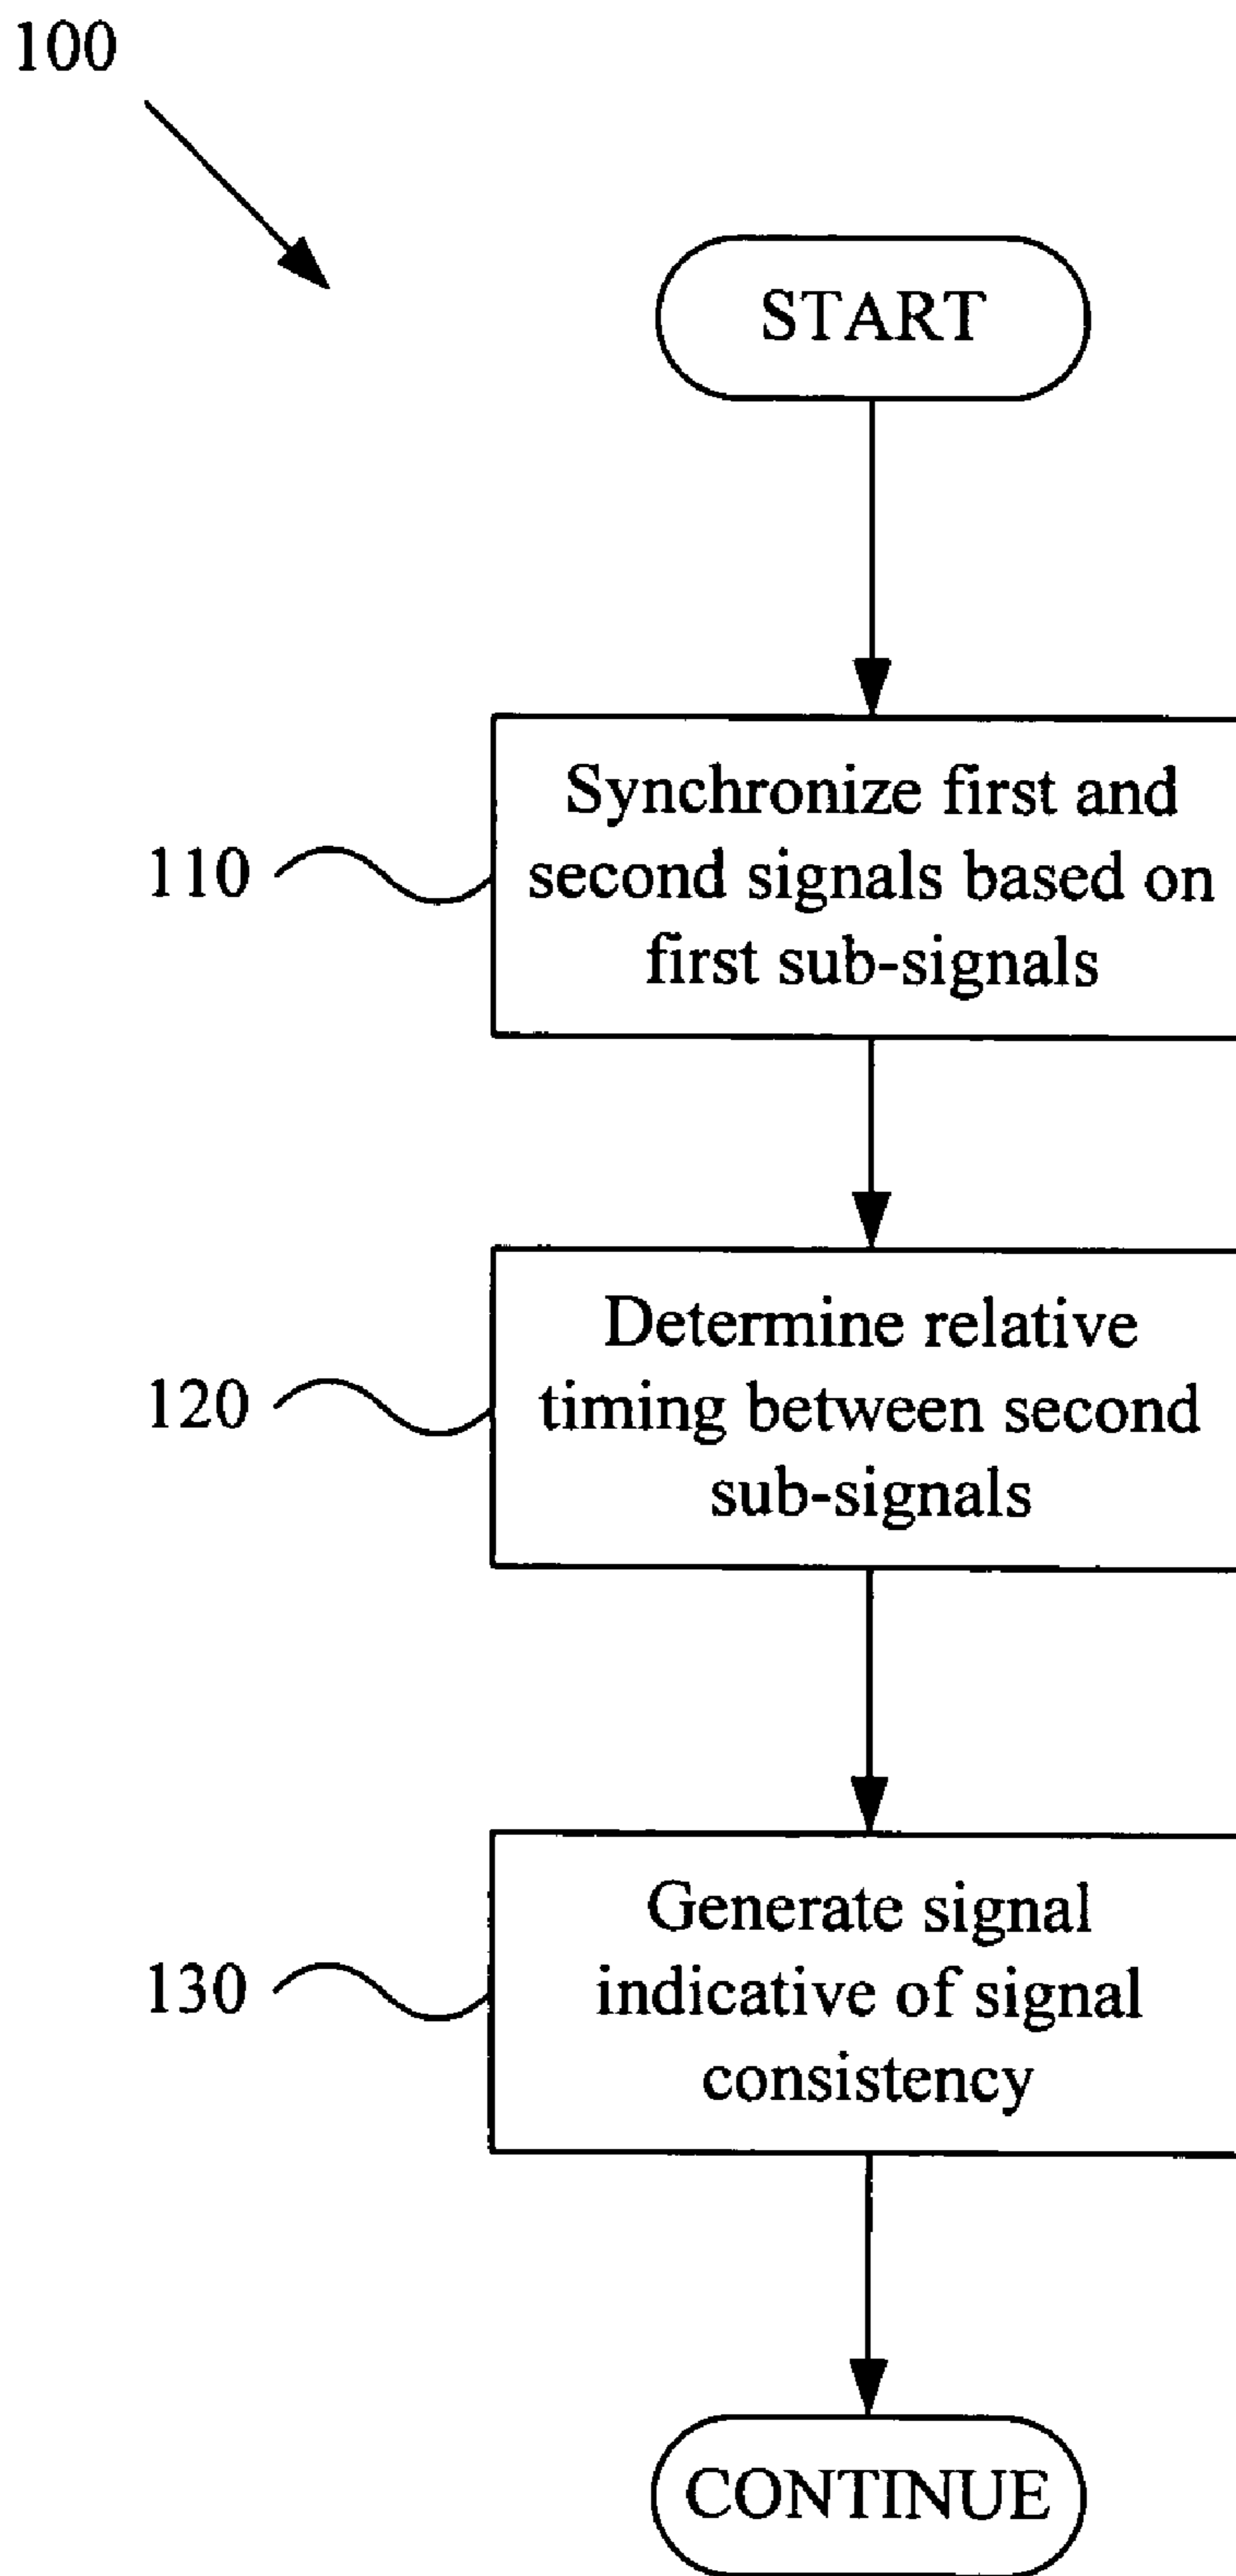 100
START
Synchronize first and
second signals based on
first sub-signals
110
Determine relative
timing between second
sub-signals
120
Generate signal
indicative of signal
consistency
130
CONTINUE